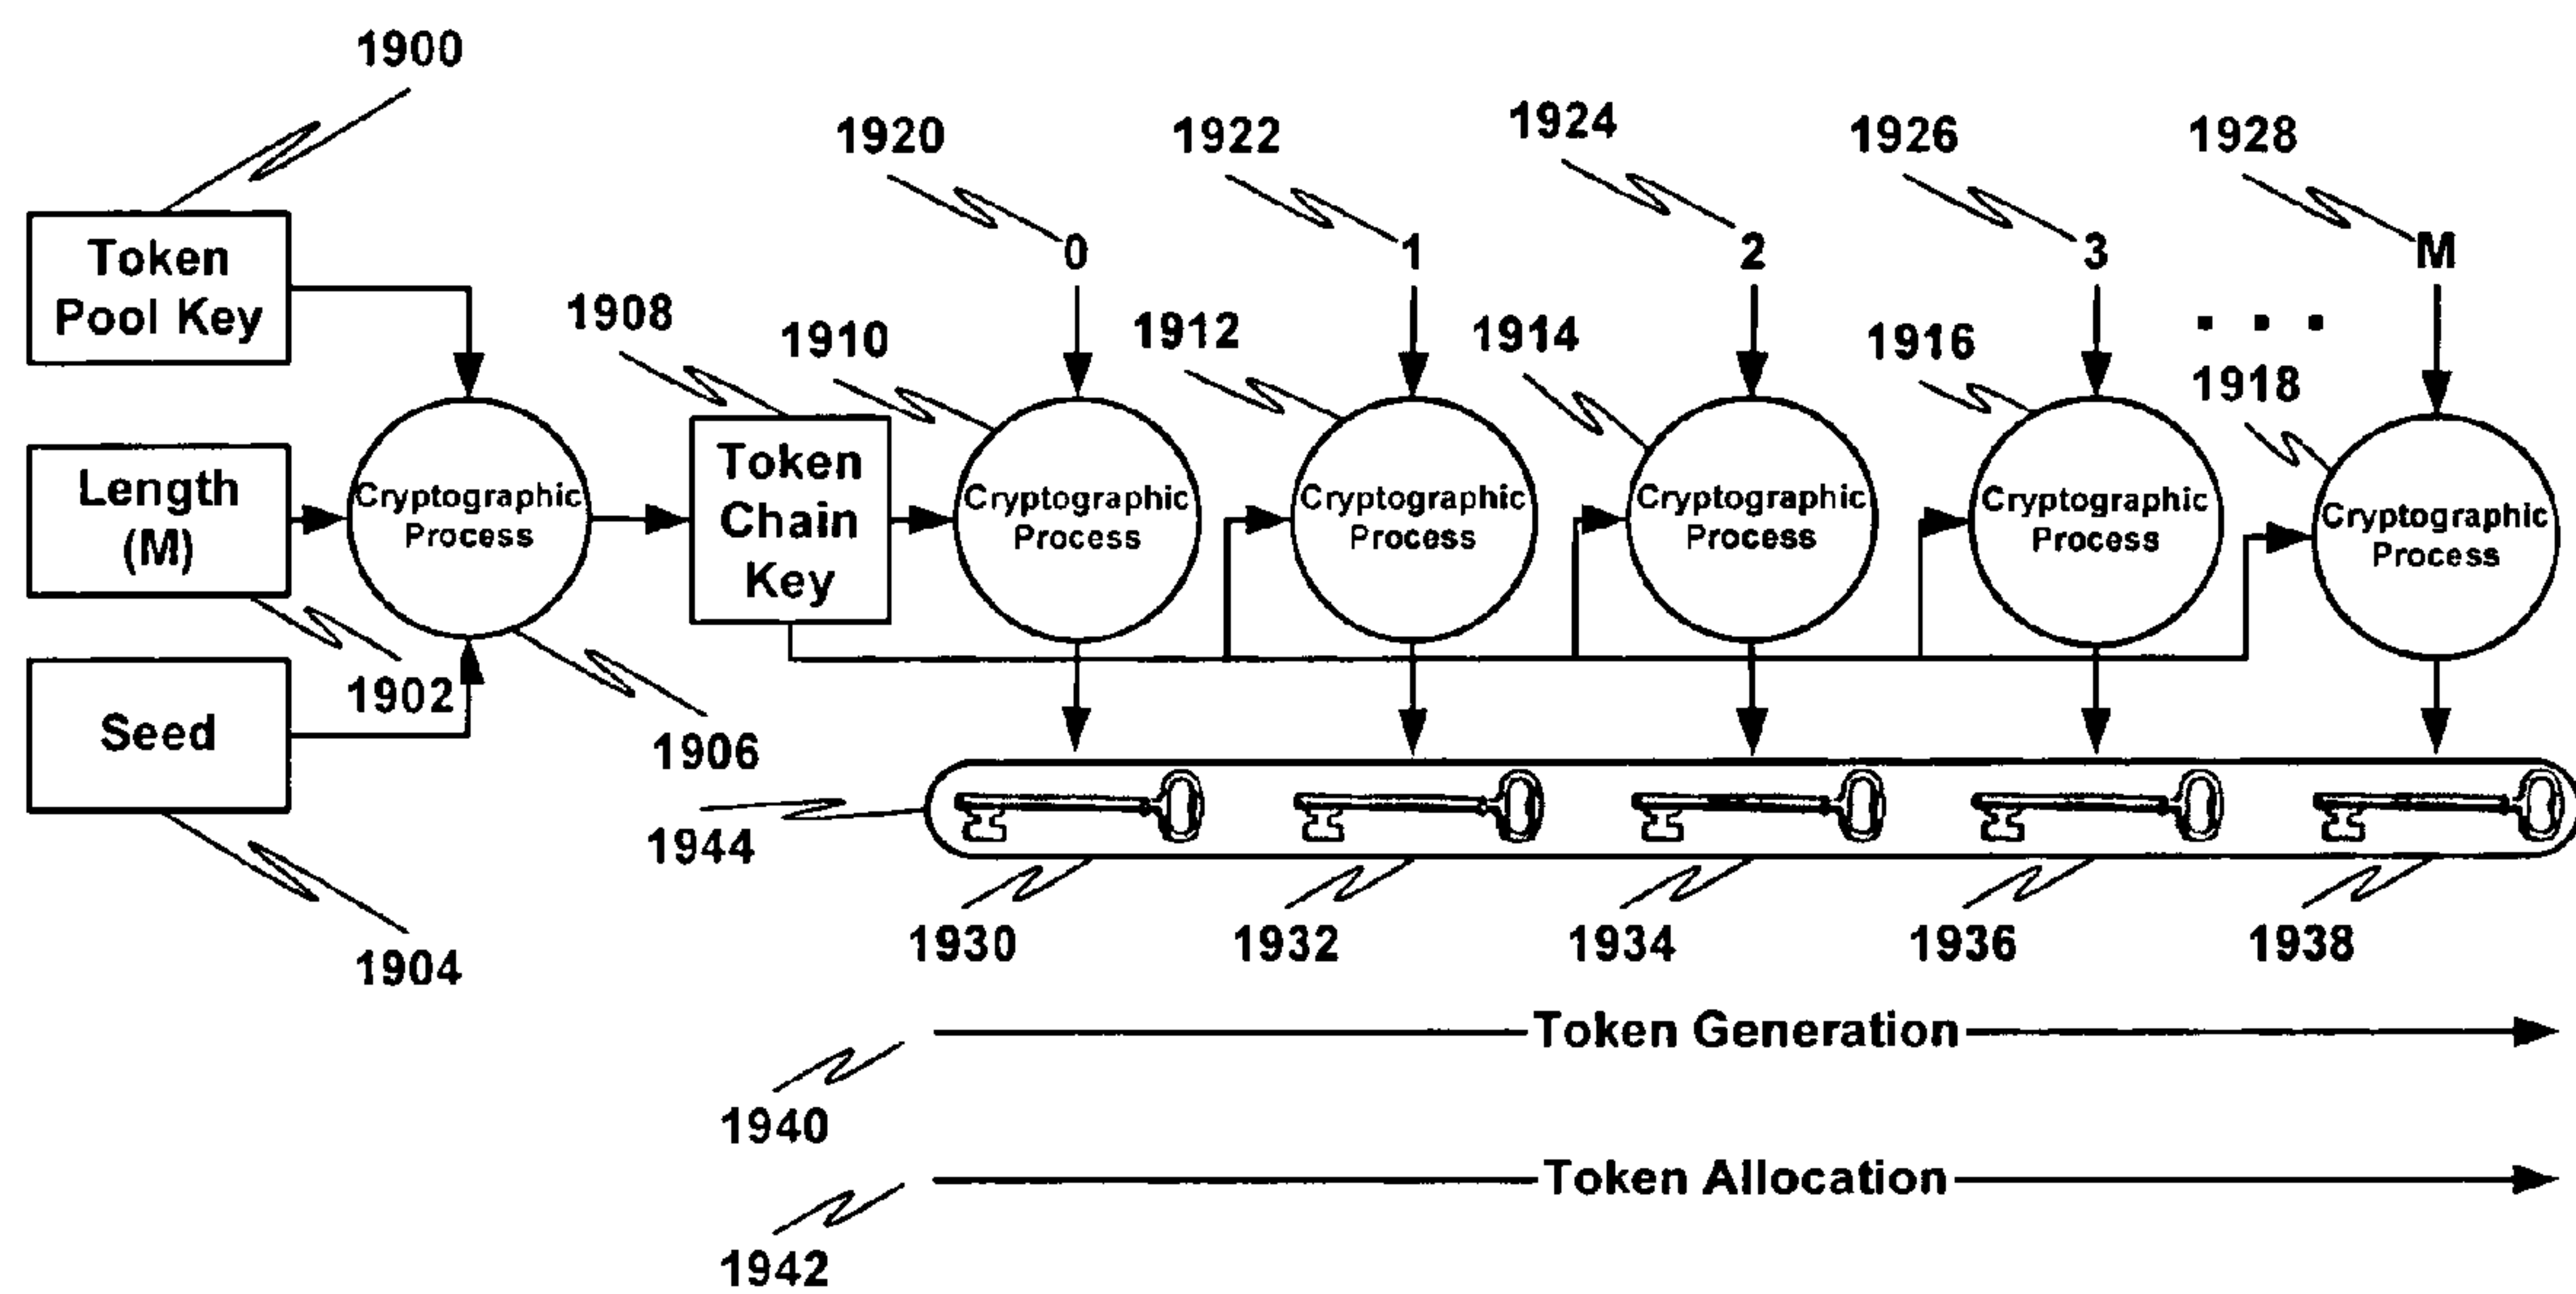 1900
1920
1922
1924
1926
1928
Token
Pool Key
0
1
2
3
M
1908
1910
1912
1914
1916
. . .
1918
Length
(M)
Cryptographic
Process
Token
Chain
Key
Cryptographic
Process
Cryptographic
Process
Cryptographic
Process
Cryptographic
Process
Cryptographic
Process
Seed
1902
1906
1944
1904
1930
1932
1934
1936
1938
Token Generation
1940
Token Allocation
1942